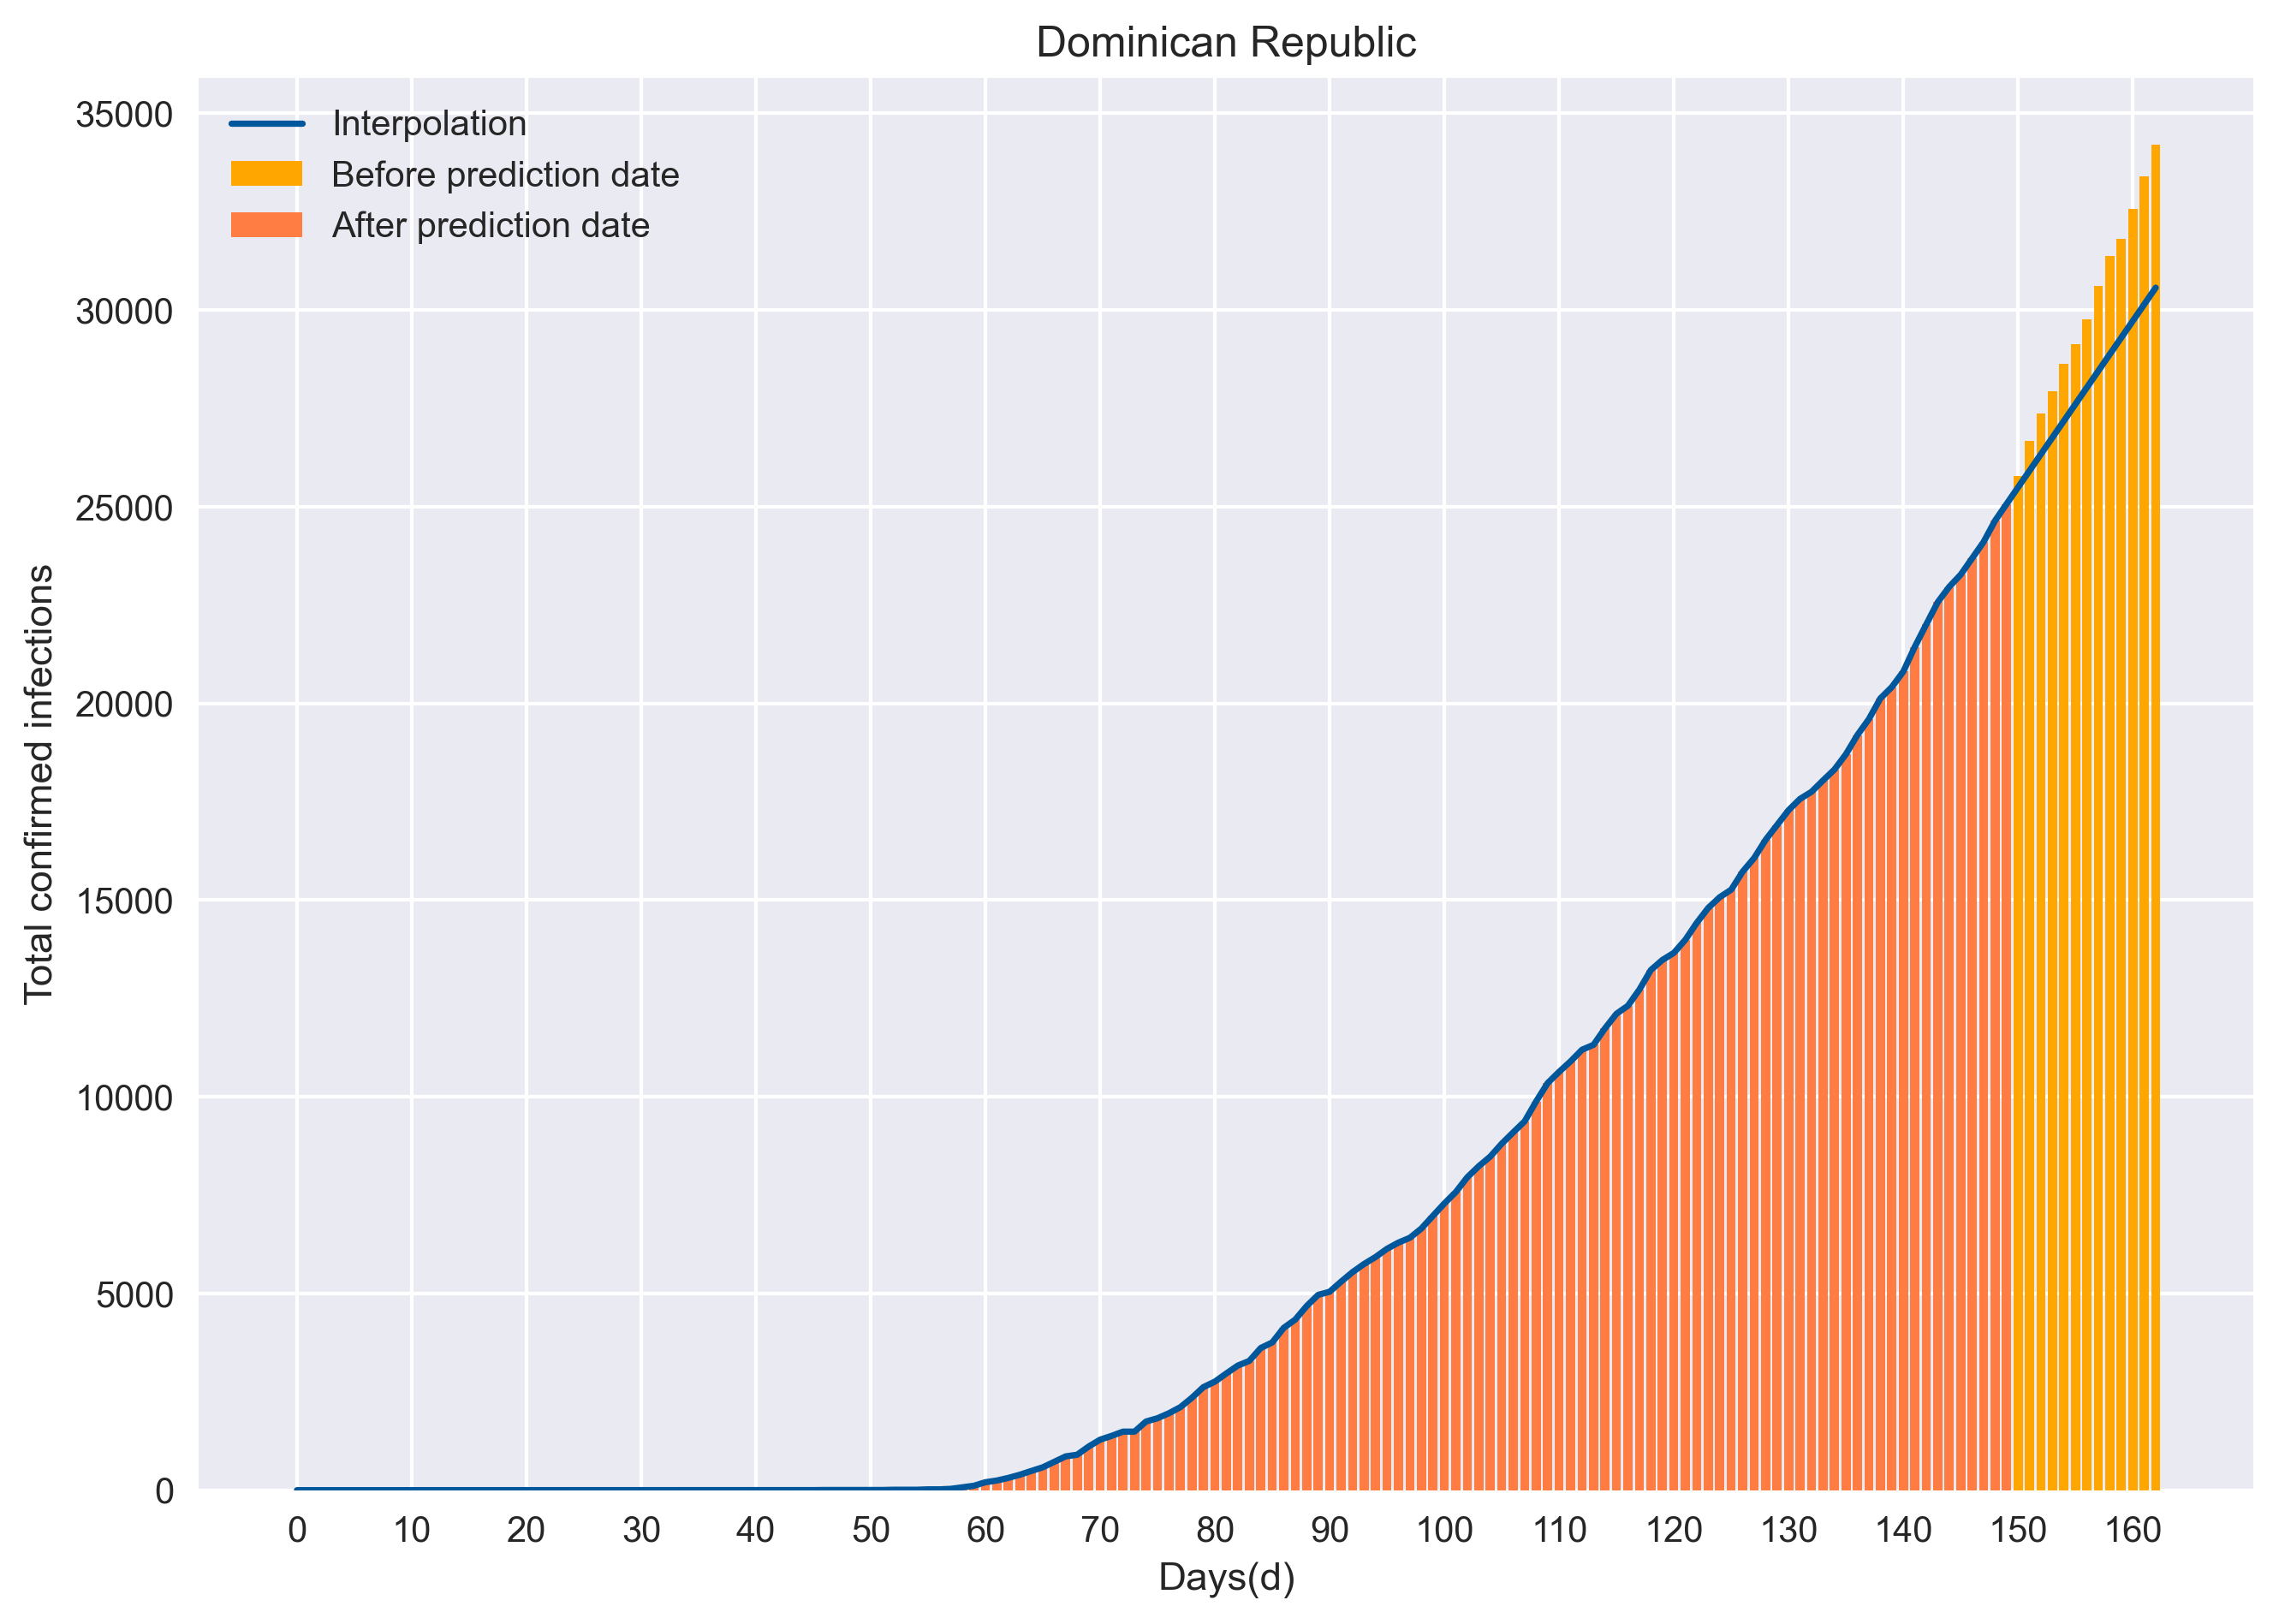 Dominican Republic
35000
30000
25000
20000
15000
10000
5000
0
Interpolation
Before prediction date
After prediction date
Total confirmed infections
0 10 20 30 40 50 60 70 80 90 100 110 120 130 140 150 160
Days(d)